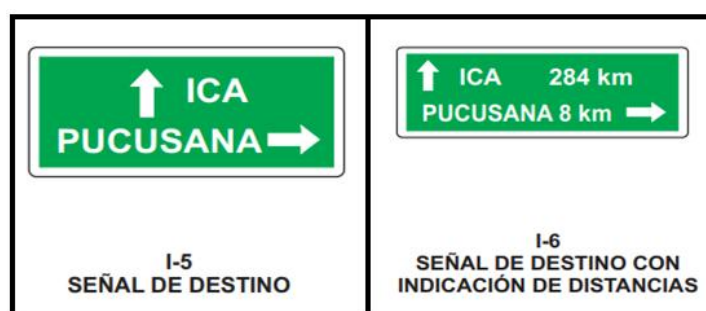 ICA
PUCUSANA
I-5
SEÑAL DE DESTINO
ICA 284 km
PUCUSANA 8 km
I-6
SEÑAL DE DESTINO CON
INDICACIÓN DE DISTANCIAS